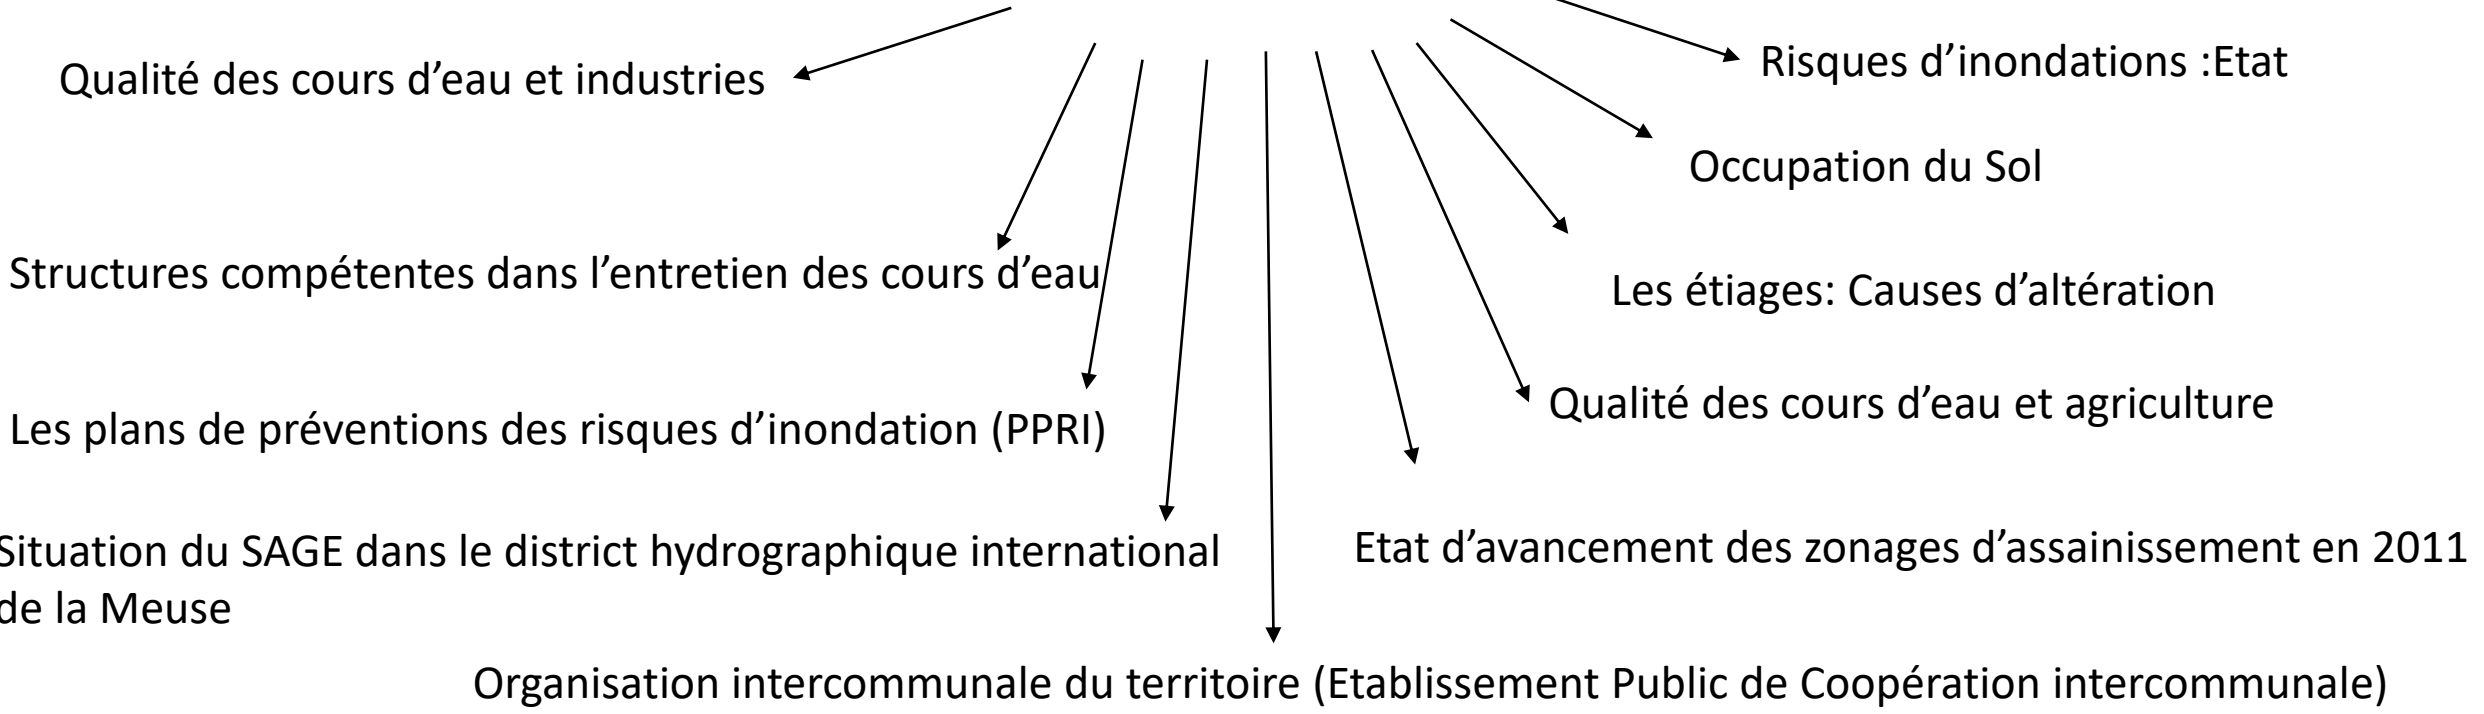 Qualité des cours d’eau et industries
Risques d’inondations :Etat
Occupation du Sol
Structures compétentes dans l’entretien des cours d’eau
Les étiages: Causes d’altération
Les plans de préventions des risques d’inondation (PPRI)
Qualité des cours d’eau et agriculture
Situation du SAGE dans le district hydrographique international
de la Meuse
Etat d’avancement des zonages d’assainissement en 2011
Organisation intercommunale du territoire (Etablissement Public de Coopération intercommunale)